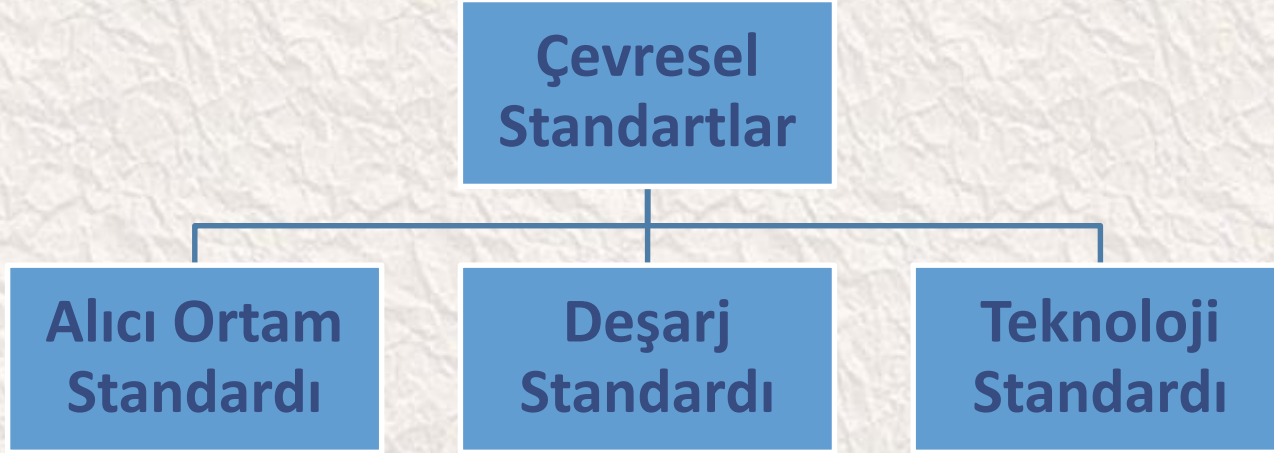 Çevresel
Standartlar
Alıcı Ortam
Standardı
Deşarj
Standardı
Teknoloji
Standardı